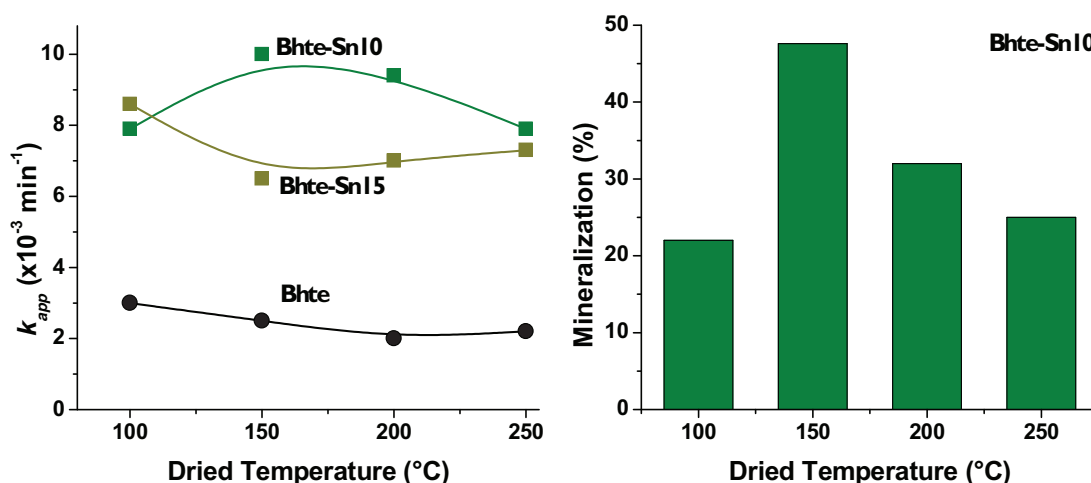 Bhte-Sn10
Bhte-Sn15
Bhte
k_app (x10⁻³ min⁻¹)
10
8
6
4
2
0
100 150 200 250
Dried Temperature (°C)
Bhte-Sn10
Mineralization (%)
50
40
30
20
10
0
100 150 200 250
Dried Temperature (°C)